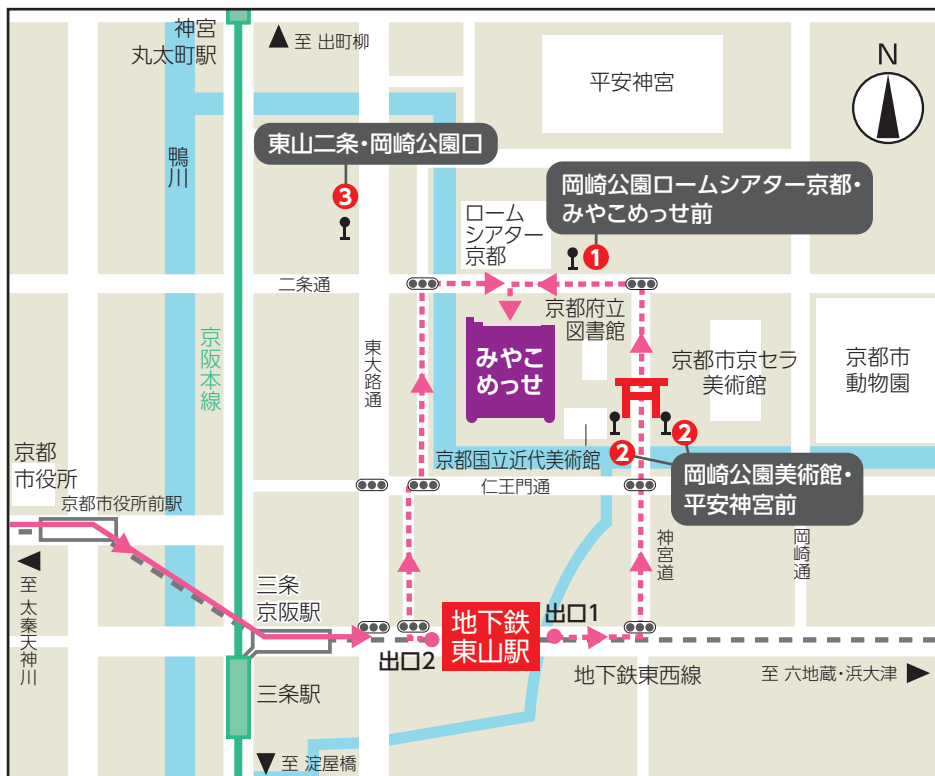 神宮
丸太町駅
至 出町柳
平安神宮
N
鴨川
東山二条・岡崎公園口
3
岡崎公園ロームシアター京都・
みやこめっせ前
1
ローム
シアター
京都
二条通
京都府立
図書館
京阪本線
東大路通
みやこ
めっせ
京都市京セラ
美術館
京都市
動物園
京都
市役所
京都国立近代美術館
2
2
岡崎公園美術館・
平安神宮前
仁王門通
京都市役所前駅
神宮道
岡崎通
至 太秦天神川
三条
京阪駅
出口2
地下鉄
東山駅
出口1
地下鉄東西線
至 六地蔵・浜大津
三条駅
至 淀屋橋